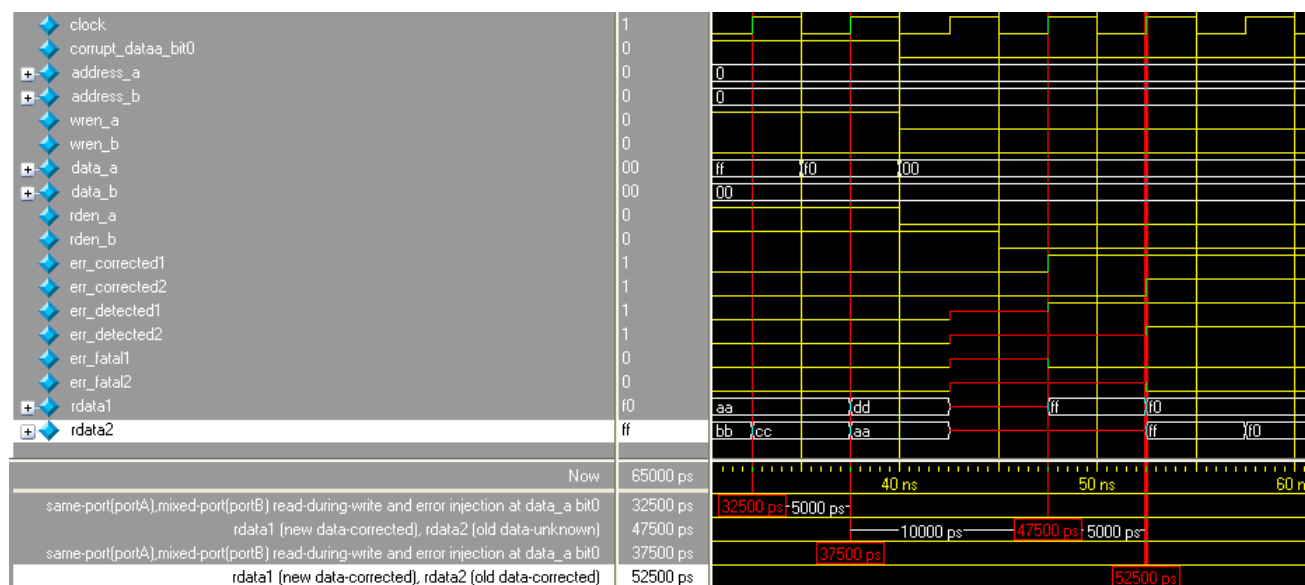 clock 1
corrupt_dataa_bit0 0
address_a 0 0
address_b 0 0
wren_a 0
wren_b 0
data_a 00 ff f0 00
data_b 00 00
rden_a 0
rden_b 0
err_corrected1 1
err_corrected2 1
err_detected1 1
err_detected2 1
err_fatal1 0
err_fatal2 0
rdata1 f0 aa dd ff f0
rdata2 ff bb cc aa ff f0
Now 65000 ps 40 ns 50 ns 60 n
same-port(portA),mixed-port(portB) read-during-write and error injection at data_a bit0 32500 ps 32500 ps 5000 ps
rdata1 (new data-corrected), rdata2 (old data-unknown) 47500 ps 10000 ps 47500 ps 5000 ps
same-port(portA),mixed-port(portB) read-during-write and error injection at data_a bit0 37500 ps 37500 ps
rdata1 (new data-corrected), rdata2 (old data-corrected) 52500 ps 52500 ps